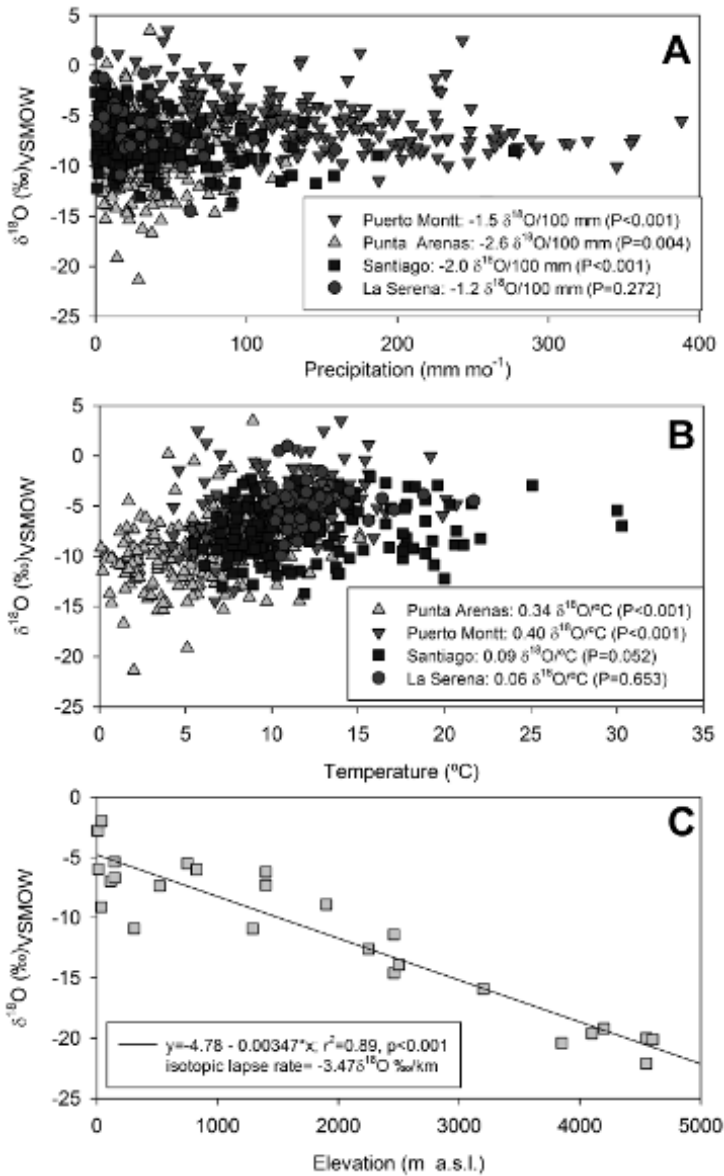 A
5
0
-5
-10
-15
-20
-25
δ¹⁸O (‰)VSMOW
Puerto Montt: -1.5 δ¹⁸O/100 mm (P<0.001)
Punta Arenas: -2.6 δ¹⁸O/100 mm (P=0.004)
Santiago: -2.0 δ¹⁸O/100 mm (P<0.001)
La Serena: -1.2 δ¹⁸O/100 mm (P=0.272)
0 100 200 300 400
Precipitation (mm mo⁻¹)
B
5
0
-5
-10
-15
-20
-25
δ¹⁸O (‰)VSMOW
Punta Arenas: 0.34 δ¹⁸O/ºC (P<0.001)
Puerto Montt: 0.40 δ¹⁸O/ºC (P<0.001)
Santiago: 0.09 δ¹⁸O/ºC (P=0.052)
La Serena: 0.06 δ¹⁸O/ºC (P=0.653)
0 5 10 15 20 25 30 35
Temperature (ºC)
C
0
-5
-10
-15
-20
-25
δ¹⁸O (‰)VSMOW
y=-4.78 - 0.00347*x; r²=0.89, p<0.001
isotopic lapse rate= -3.47δ¹⁸O ‰/km
0 1000 2000 3000 4000 5000
Elevation (m a.s.l.)